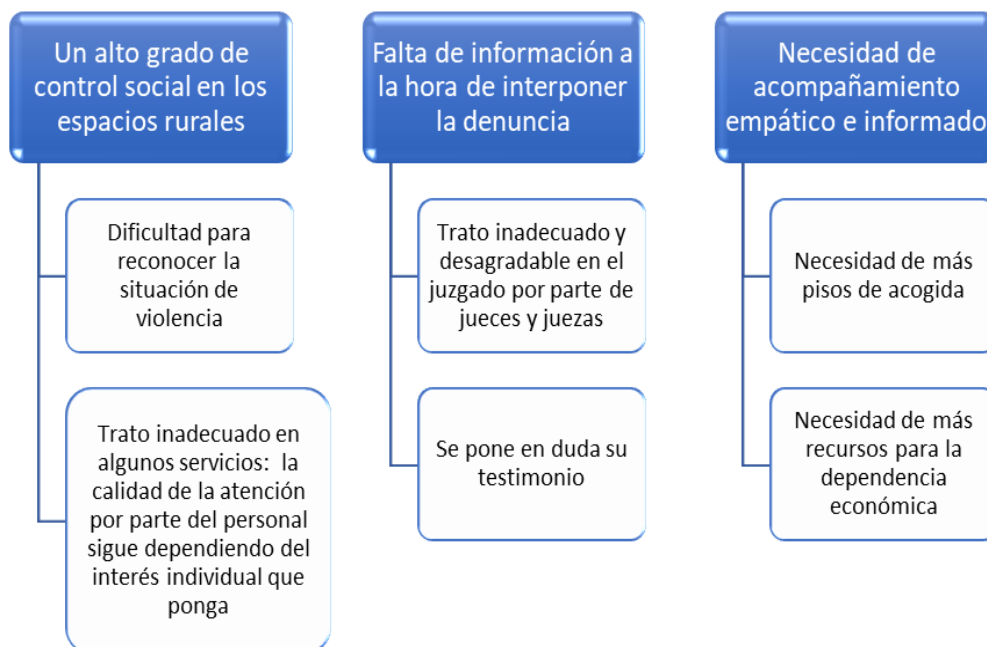 Un alto grado de
control social en los
espacios rurales
Dificultad para
reconocer la
situación de
violencia
Trato inadecuado en
algunos servicios: la
calidad de la atención
por parte del personal
sigue dependiendo del
interés individual que
ponga
Falta de información a
la hora de interponer
la denuncia
Trato inadecuado y
desagradable en el
juzgado por parte de
jueces y juezas
Se pone en duda su
testimonio
Necesidad de
acompañamiento
empático e informado
Necesidad de más
pisos de acogida
Necesidad de más
recursos para la
dependencia
económica